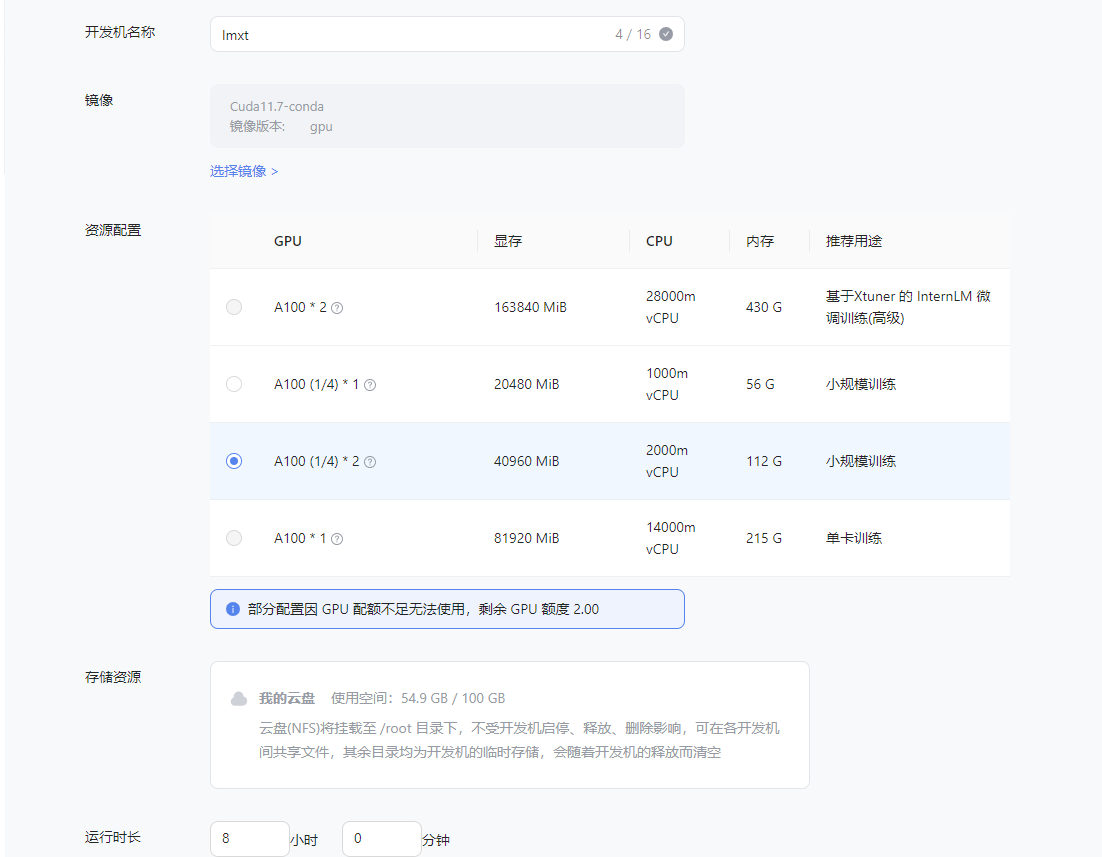 开发机名称
lmxt
4 / 16
镜像
Cuda11.7-conda
镜像版本: gpu
选择镜像 >
资源配置
GPU 显存 CPU 内存 推荐用途
A100 * 2 163840 MiB 28000m vCPU 430 G 基于Xtuner 的 InternLM 微调训练(高级)
A100 (1/4) * 1 20480 MiB 1000m vCPU 56 G 小规模训练
A100 (1/4) * 2 40960 MiB 2000m vCPU 112 G 小规模训练
A100 * 1 81920 MiB 14000m vCPU 215 G 单卡训练
部分配置因 GPU 配额不足无法使用，剩余 GPU 额度 2.00
存储资源
我的云盘 使用空间：54.9 GB / 100 GB
云盘(NFS)将挂载至 /root 目录下，不受开发机启停、释放、删除影响，可在各开发机
间共享文件，其余目录均为开发机的临时存储，会随着开发机的释放而清空
运行时长
8 小时 0 分钟